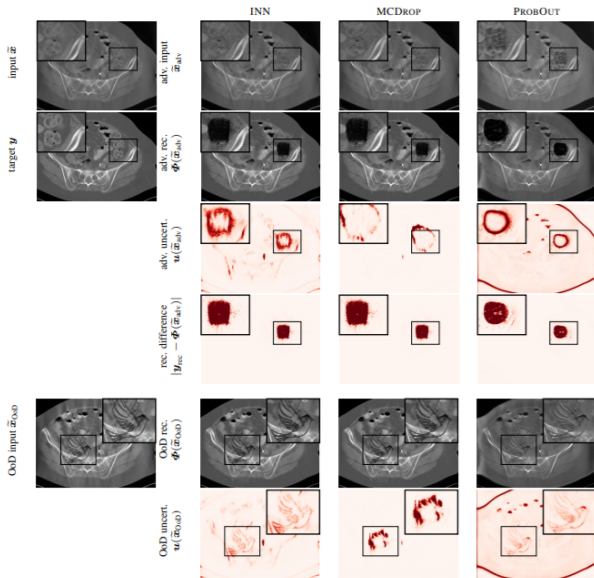 INN MCDROP PROBOUT
input x̃
adv. input
x̃adv
target y
adv. rec.
Φ(x̃adv)
adv. uncert.
u(x̃adv)
rec. difference
|yrec − Φ(x̃adv)|
OoD input x̃OoD
OoD rec.
Φ(x̃OoD)
OoD uncert.
u(x̃OoD)